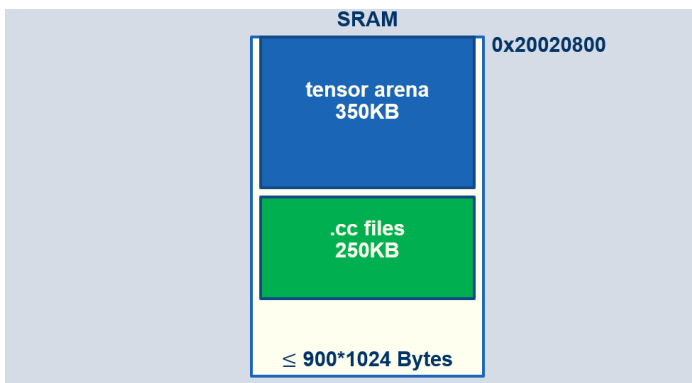 SRAM
0x20020800
tensor arena
350KB
.cc files
250KB
≤ 900*1024 Bytes